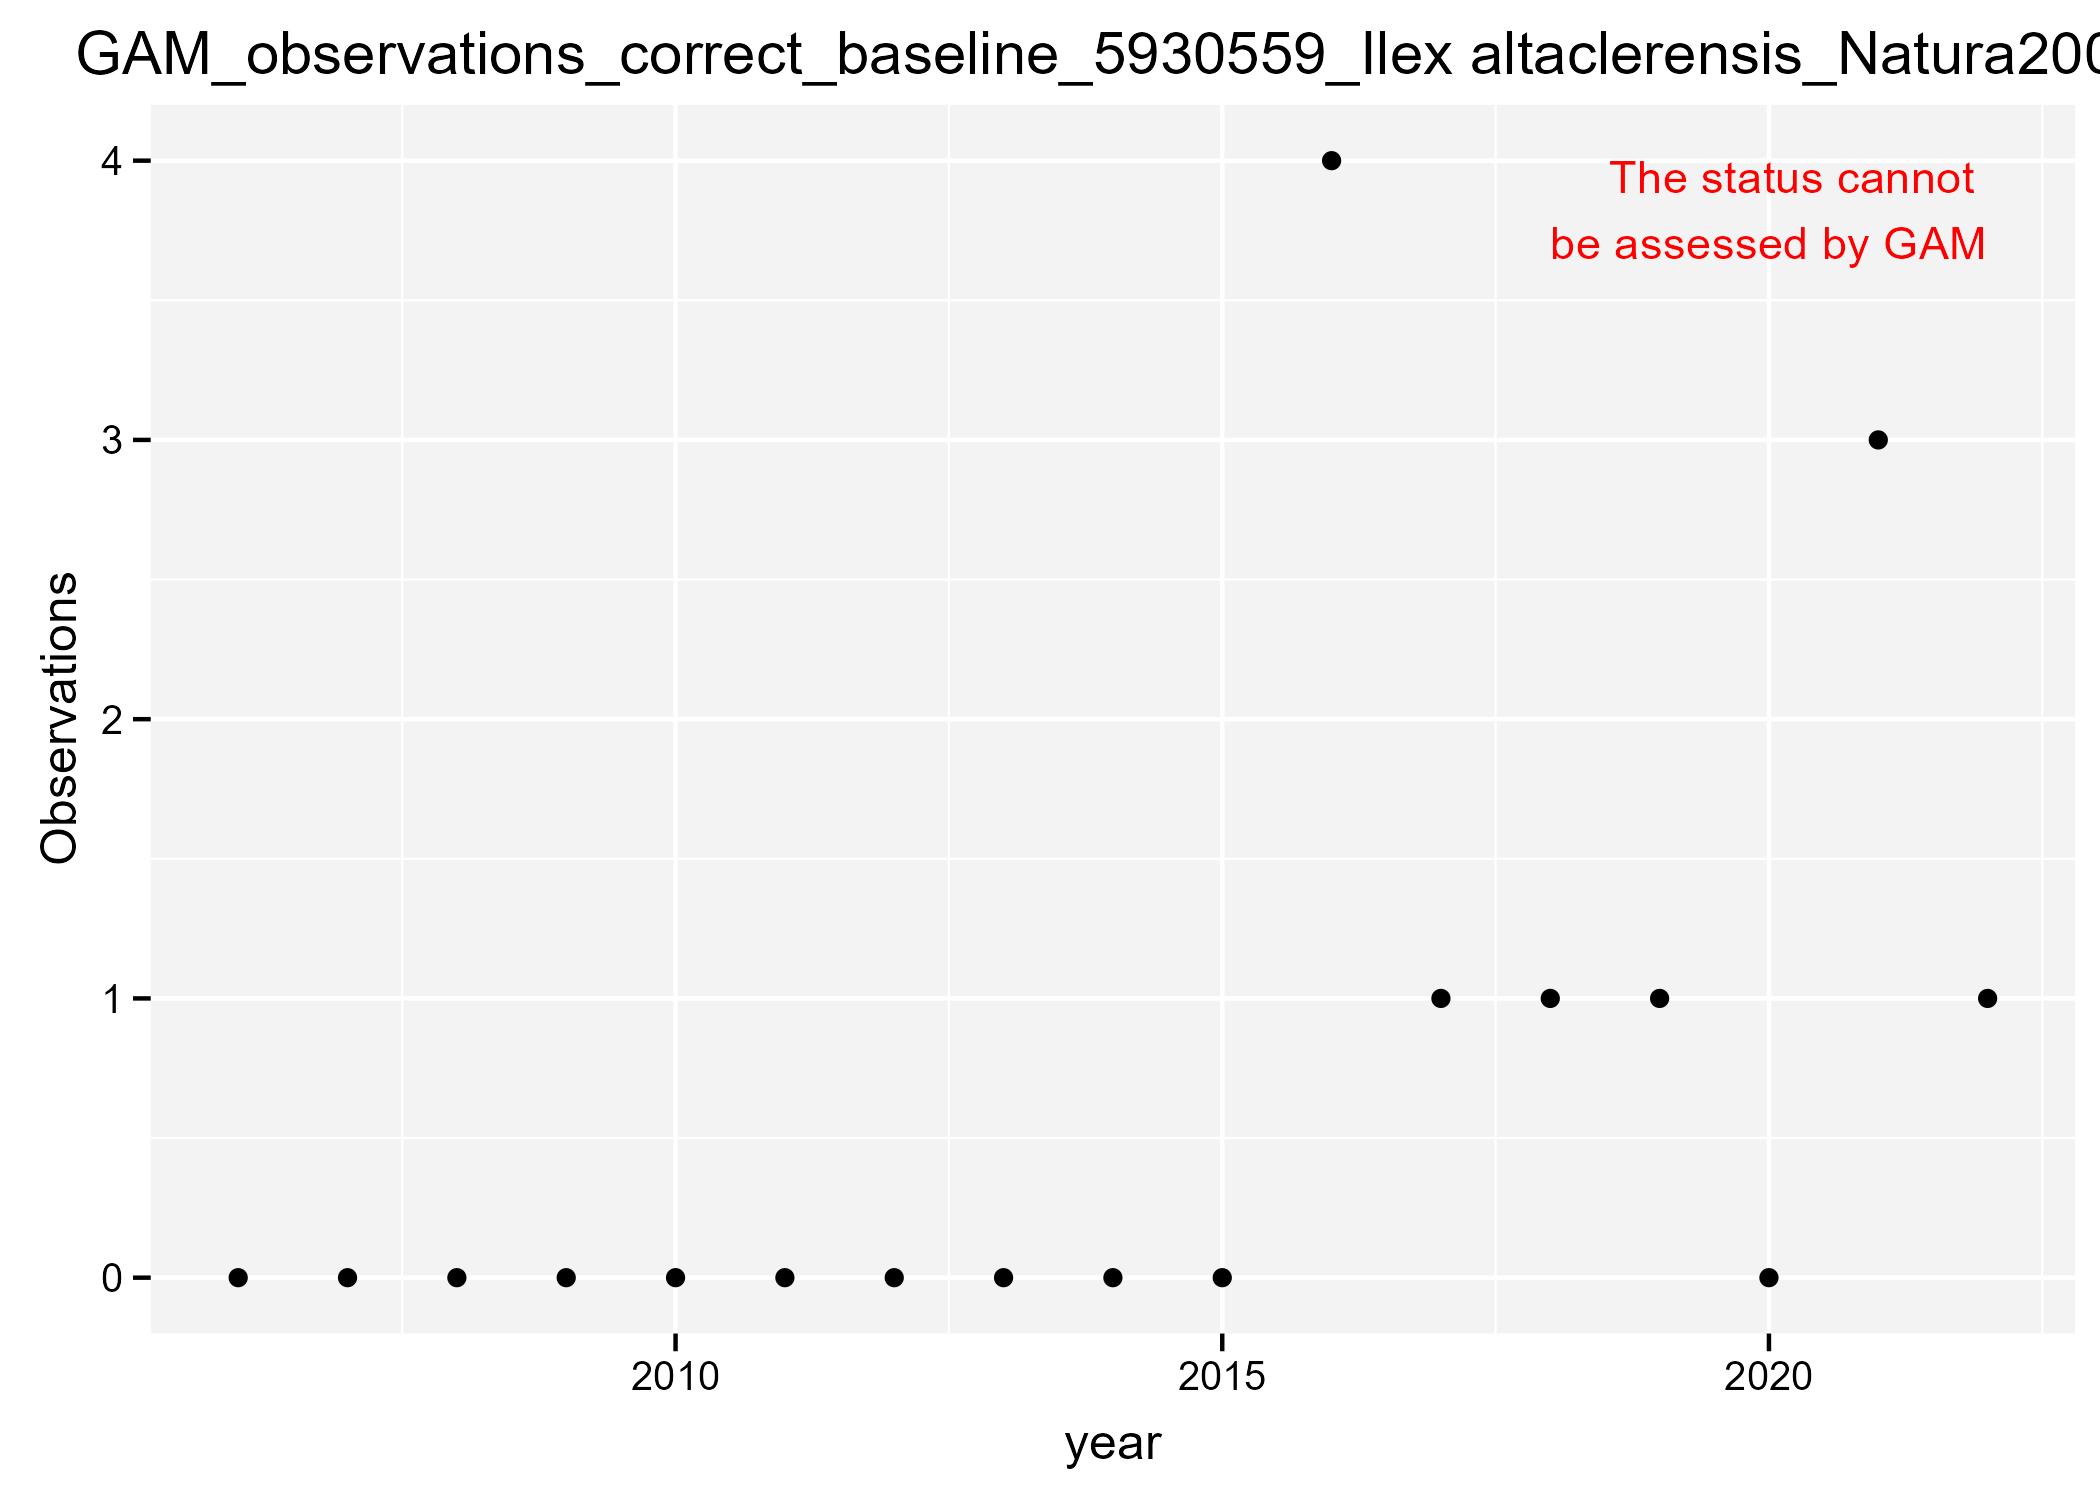 GAM_observations_correct_baseline_5930559_Ilex altaclerensis_Natura200
4
The status cannot
be assessed by GAM
3
Observations
2
1
0
2010 2015 2020
year